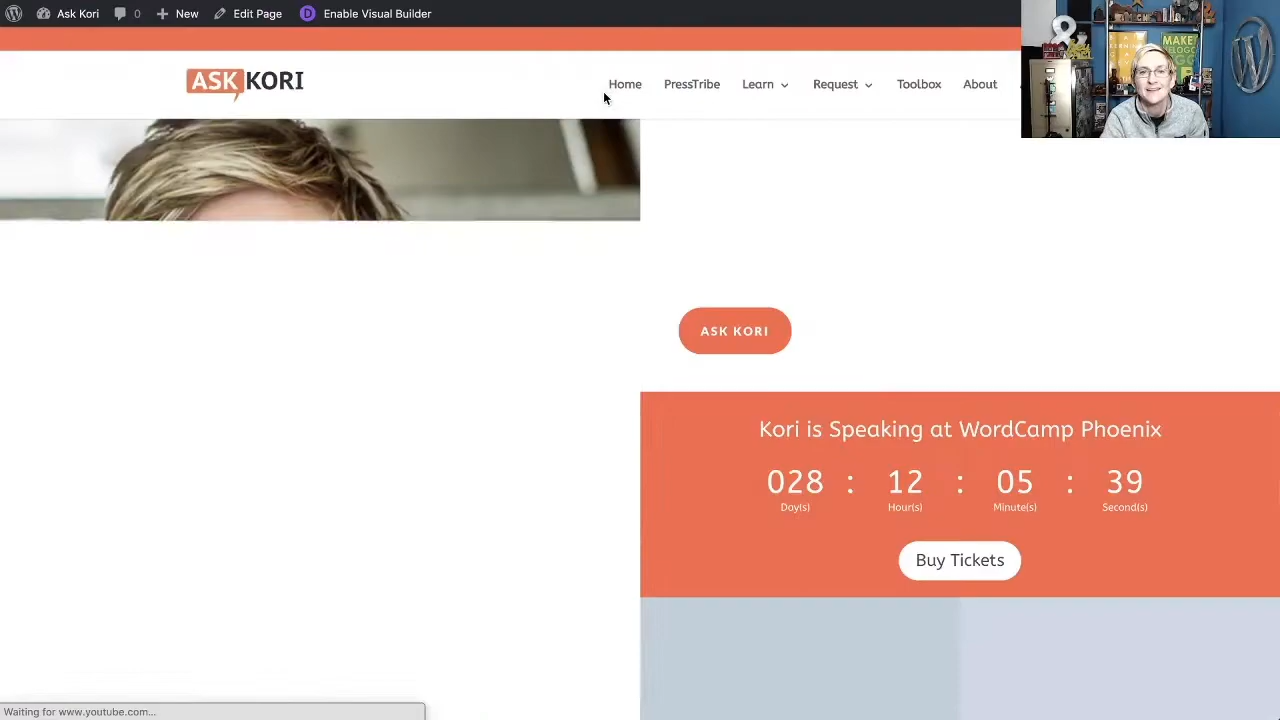 Ask Kori 0 New Edit Page D Enable Visual Builder
ASK KORI
Home PressTribe Learn Request Toolbox About
MAKE
ASK KORI
Kori is Speaking at WordCamp Phoenix
028 : 12 : 05 : 39
Day(s) Hour(s) Minute(s) Second(s)
Buy Tickets
Waiting for www.youtube.com...